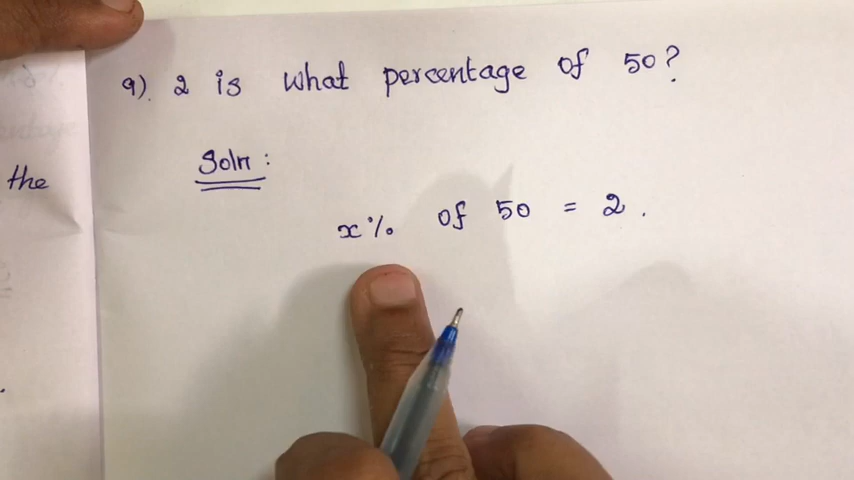 9). 2 is what percentage of 50?
the
Soln:
x% of 50 = 2.